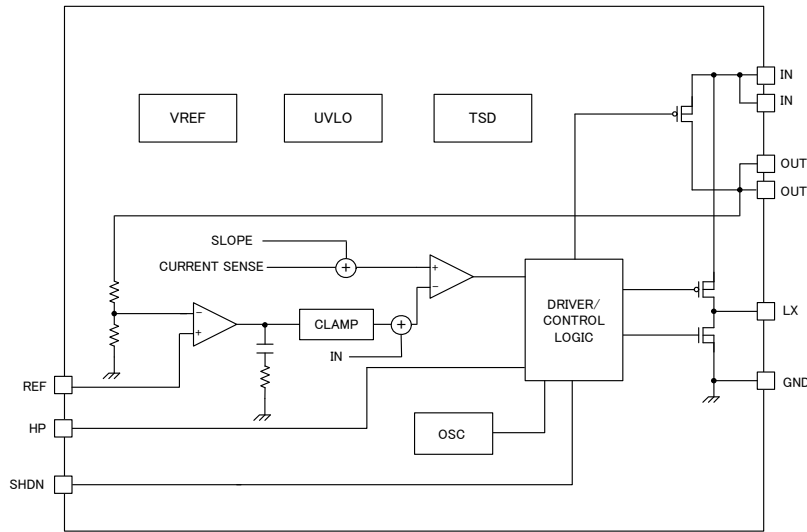 IN
IN
VREF
UVLO
TSD
OUT
OUT
SLOPE
CURRENT SENSE
+
+
−
DRIVER/
CONTROL
LOGIC
−
+
CLAMP
+
IN
LX
REF
GND
HP
OSC
SHDN